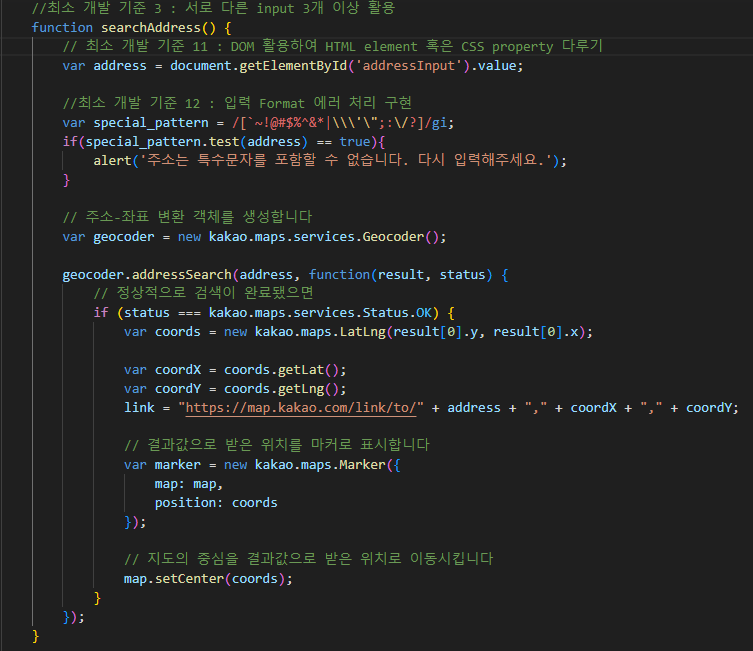 //최소 개발 기준 3 : 서로 다른 input 3개 이상 활용
function searchAddress() {
// 최소 개발 기준 11 : DOM 활용하여 HTML element 혹은 CSS property 다루기
var address = document.getElementById('addressInput').value;
//최소 개발 기준 12 : 입력 Format 에러 처리 구현
var special_pattern = /[`~!@#$%^&*|\\\'\";:\/?]/gi;
if(special_pattern.test(address) == true){
alert('주소는 특수문자를 포함할 수 없습니다. 다시 입력해주세요.');
}
// 주소-좌표 변환 객체를 생성합니다
var geocoder = new kakao.maps.services.Geocoder();
geocoder.addressSearch(address, function(result, status) {
// 정상적으로 검색이 완료됐으면
if (status === kakao.maps.services.Status.OK) {
var coords = new kakao.maps.LatLng(result[0].y, result[0].x);
var coordX = coords.getLat();
var coordY = coords.getLng();
link = "https://map.kakao.com/link/to/" + address + "," + coordX + "," + coordY;
// 결과값으로 받은 위치를 마커로 표시합니다
var marker = new kakao.maps.Marker({
map: map,
position: coords
});
// 지도의 중심을 결과값으로 받은 위치로 이동시킵니다
map.setCenter(coords);
}
});
}